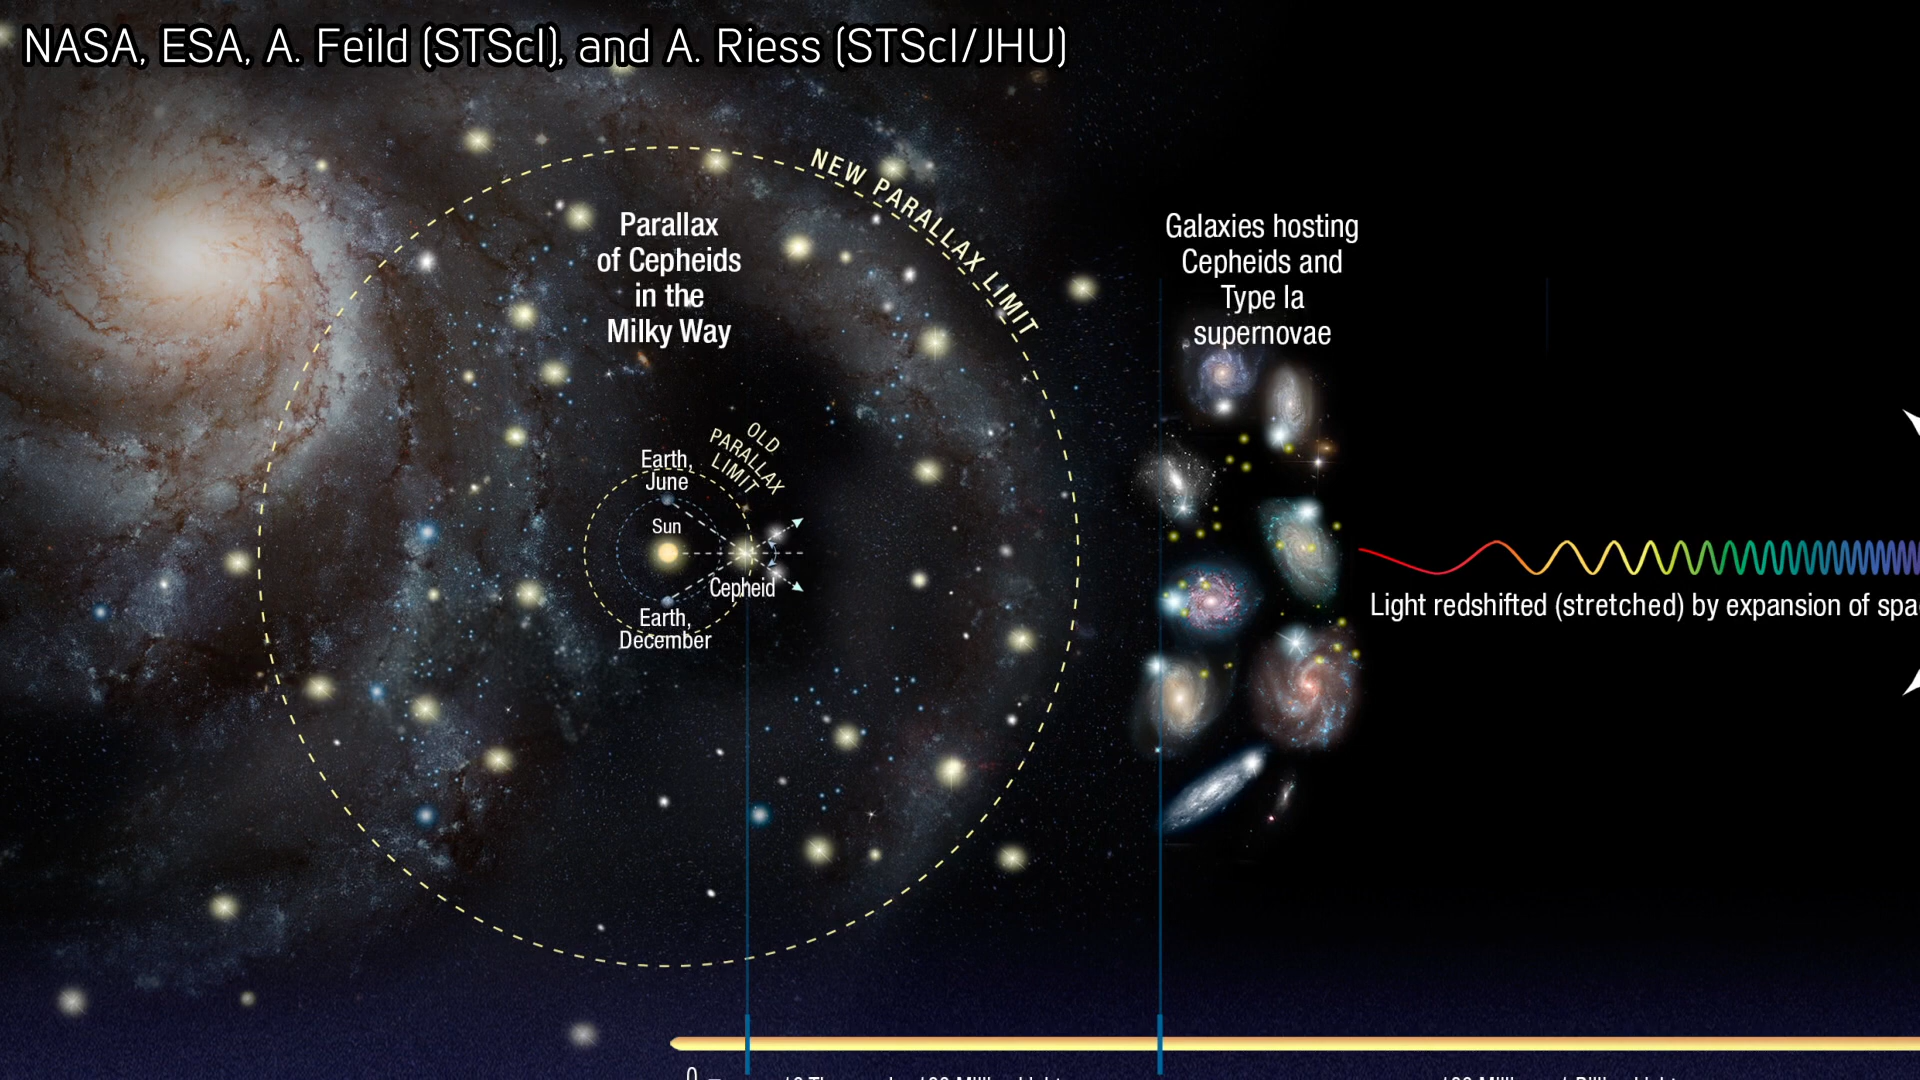 NASA, ESA, A. Feild (STScI), and A. Riess (STScI/JHU)
NEW PARALLAX LIMIT
Parallax
of Cepheids
in the
Milky Way
Galaxies hosting
Cepheids and
Type Ia
supernovae
OLD
PARALLAX
LIMIT
Earth,
June
Sun
Cepheid
Earth,
December
Light redshifted (stretched) by expansion of
0